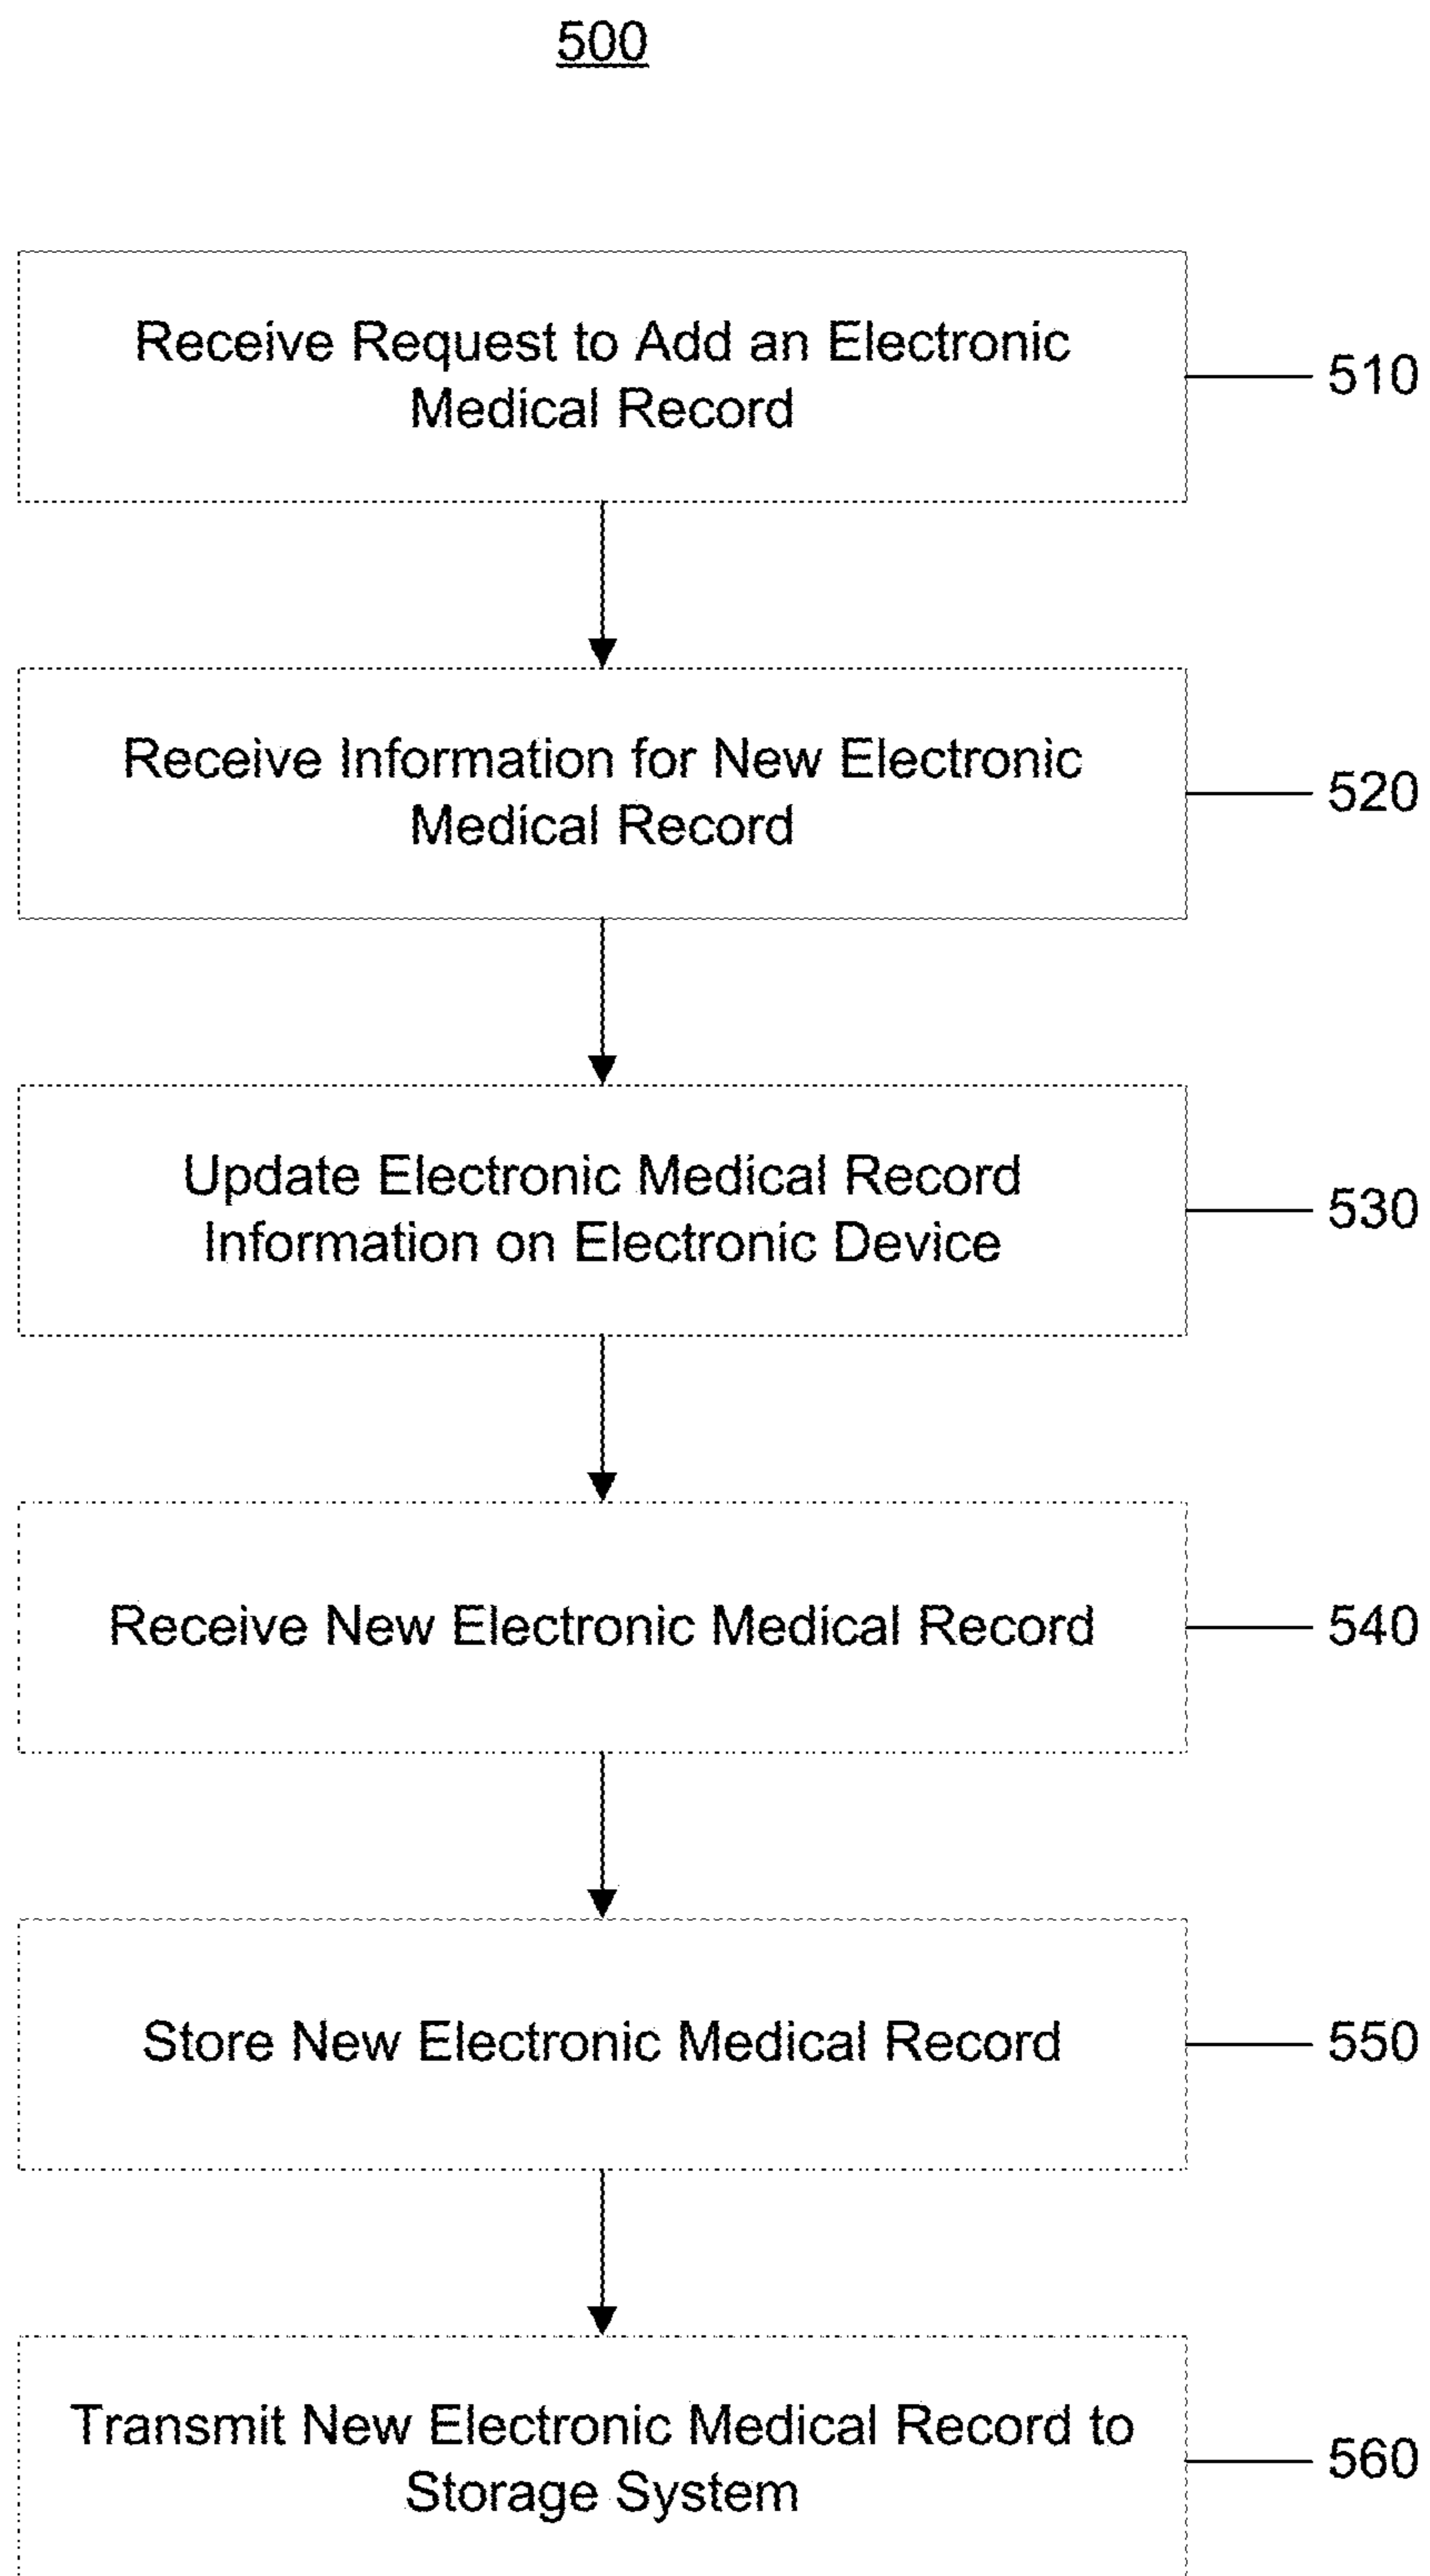 500
Receive Request to Add an Electronic
Medical Record
510
Receive Information for New Electronic
Medical Record
520
Update Electronic Medical Record
Information on Electronic Device
530
Receive New Electronic Medical Record
540
Store New Electronic Medical Record
550
Transmit New Electronic Medical Record to
Storage System
560